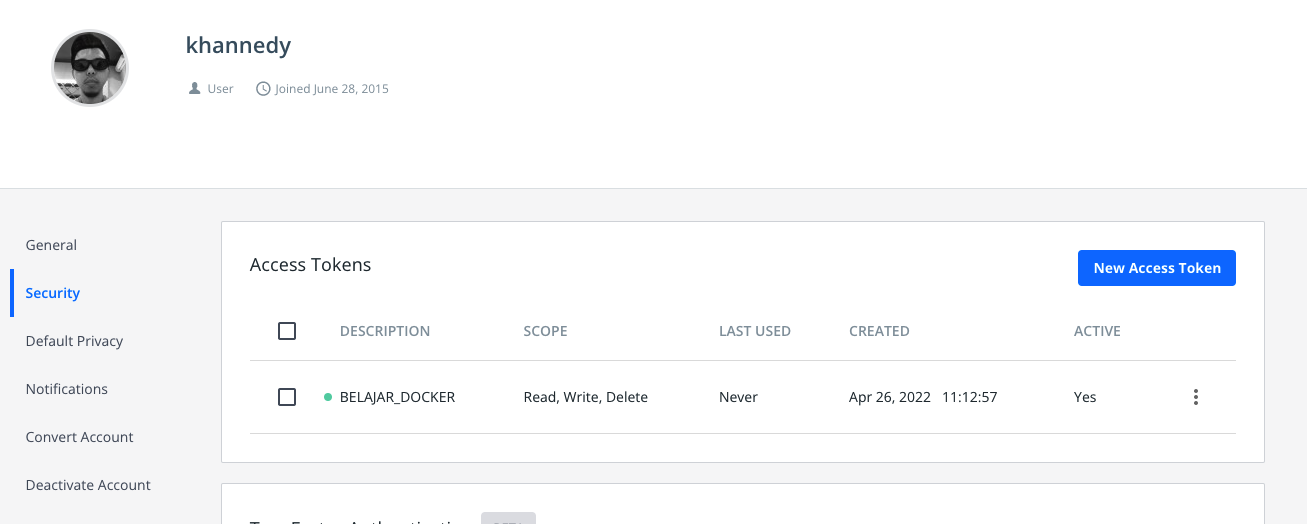 khannedy
User Joined June 28, 2015
General
Security
Default Privacy
Notifications
Convert Account
Deactivate Account
Access Tokens
New Access Token
DESCRIPTION SCOPE LAST USED CREATED ACTIVE
BELAJAR_DOCKER Read, Write, Delete Never Apr 26, 2022 11:12:57 Yes